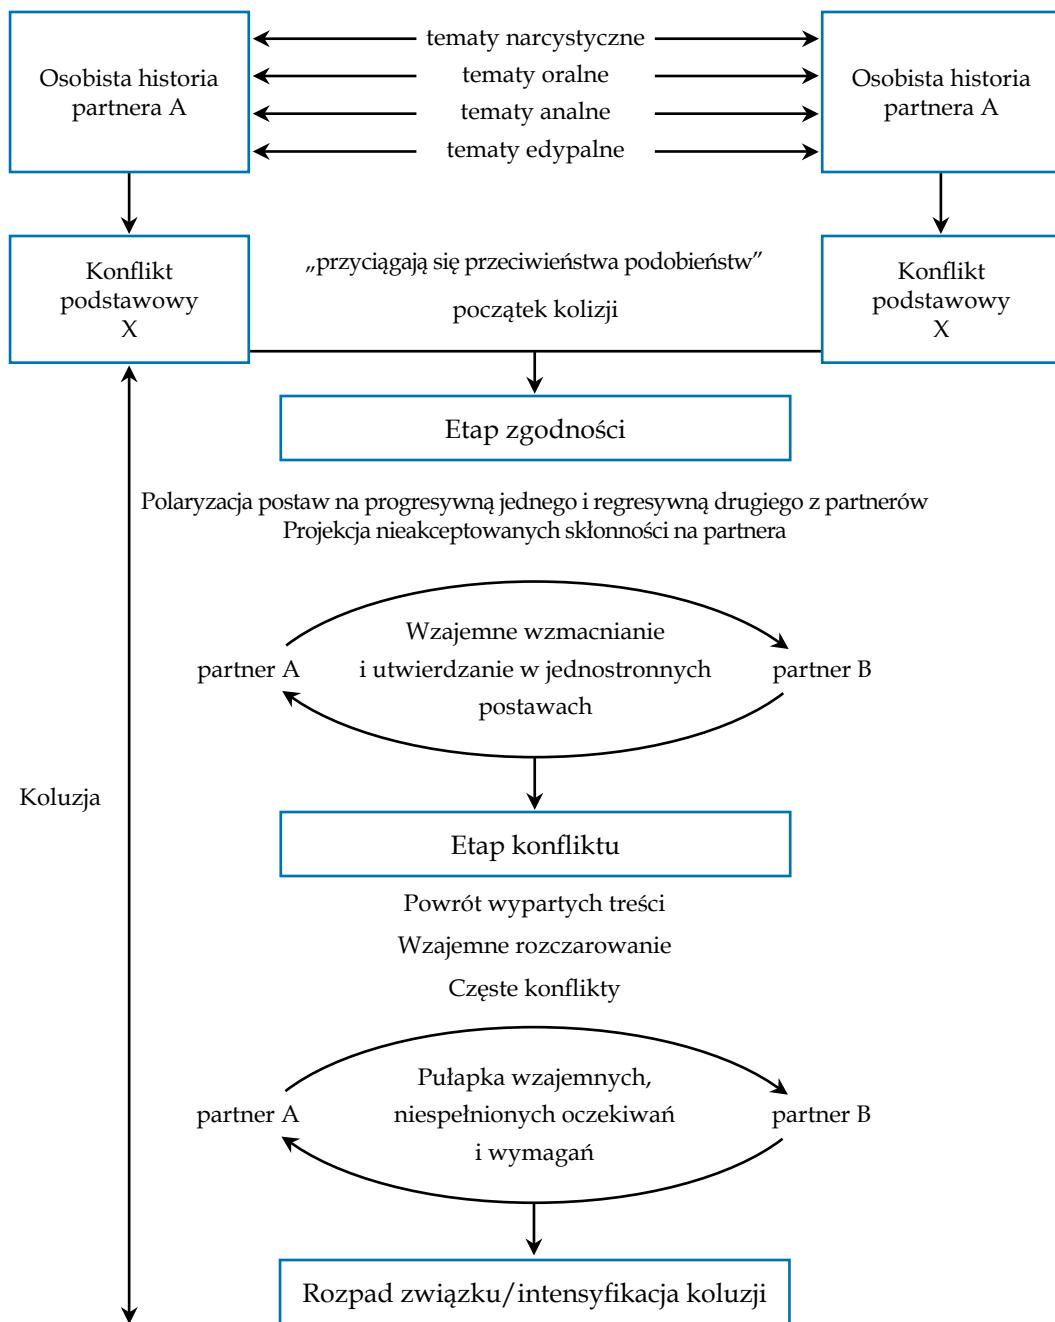 tematy narcystyczne
tematy oralne
tematy analne
tematy edypalne
Osobista historia
partnera A
Osobista historia
partnera A
Konflikt
podstawowy
X
„przyciągają się przeciwieństwa podobieństw”
początek kolizji
Konflikt
podstawowy
X
Etap zgodności
Polaryzacja postaw na progresywną jednego i regresywną drugiego z partnerów
Projekcja nieakceptowanych skłonności na partnera
partner A
Wzajemne wzmacnianie
i utwierdzanie w jednostronnych
postawach
partner B
Koluzja
Etap konfliktu
Powrót wypartych treści
Wzajemne rozczarowanie
Częste konflikty
partner A
Pułapka wzajemnych,
niespełnionych oczekiwań
i wymagań
partner B
Rozpad związku/intensyfikacja koluzji